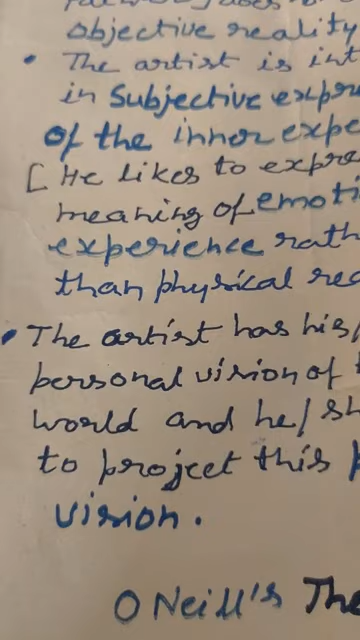 objective reality
• The artist is int
in Subjective expre
of the inner expe
[ He likes to expre
meaning of emoti
experience rath
than physical rea
• The artist has his/
personal vision of t
world and he/sh
to project this p
vision.
O Neill's The